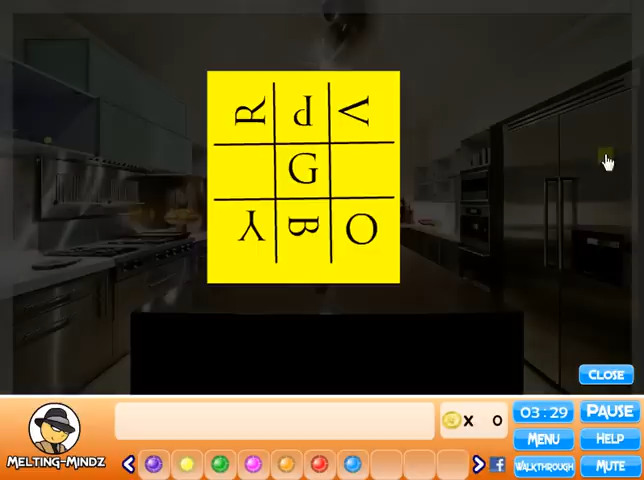 R P V
G
Y B O
CLOSE
X 0
03:29
PAUSE
MENU
HELP
MELTING-MINDZ
WALKTHROUGH
f
MUTE